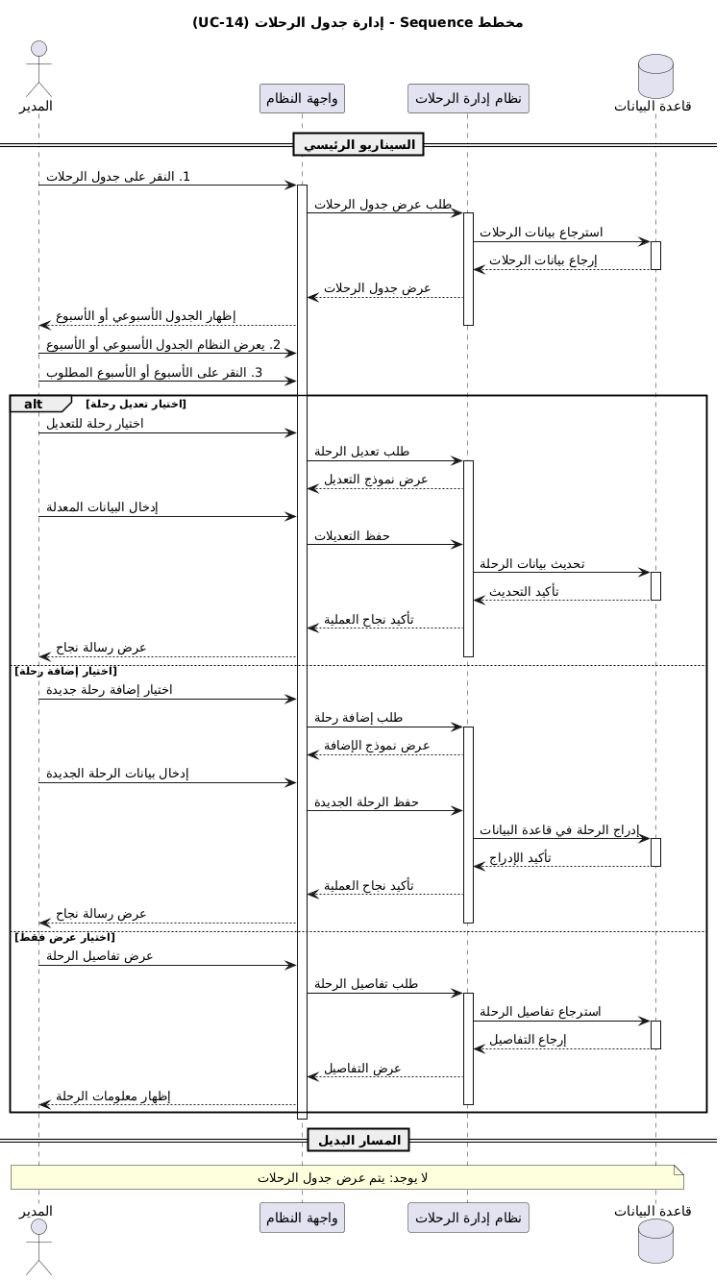 مخطط Sequence - إدارة جدول الرحلات (UC-14)
المدير
واجهة النظام
نظام إدارة الرحلات
قاعدة البيانات
السيناريو الرئيسي
1. النقر على جدول الرحلات
طلب عرض جدول الرحلات
استرجاع بيانات الرحلات
إرجاع بيانات الرحلات
عرض جدول الرحلات
إظهار الجدول الأسبوعي أو الأسبوع
2. يعرض النظام الجدول الأسبوعي أو الأسبوع
3. النقر على الأسبوع أو الأسبوع المطلوب
alt [اختيار تعديل رحلة]
اختيار رحلة للتعديل
طلب تعديل الرحلة
عرض نموذج التعديل
إدخال البيانات المعدلة
حفظ التعديلات
تحديث بيانات الرحلة
تأكيد التحديث
تأكيد نجاح العملية
عرض رسالة نجاح
[اختيار إضافة رحلة]
اختيار إضافة رحلة جديدة
طلب إضافة رحلة
عرض نموذج الإضافة
إدخال بيانات الرحلة الجديدة
حفظ الرحلة الجديدة
إدراج الرحلة في قاعدة البيانات
تأكيد الإدراج
تأكيد نجاح العملية
عرض رسالة نجاح
[اختيار عرض فقط]
عرض تفاصيل الرحلة
طلب تفاصيل الرحلة
استرجاع تفاصيل الرحلة
إرجاع التفاصيل
عرض التفاصيل
إظهار معلومات الرحلة
المسار البديل
لا يوجد: يتم عرض جدول الرحلات
المدير
واجهة النظام
نظام إدارة الرحلات
قاعدة البيانات